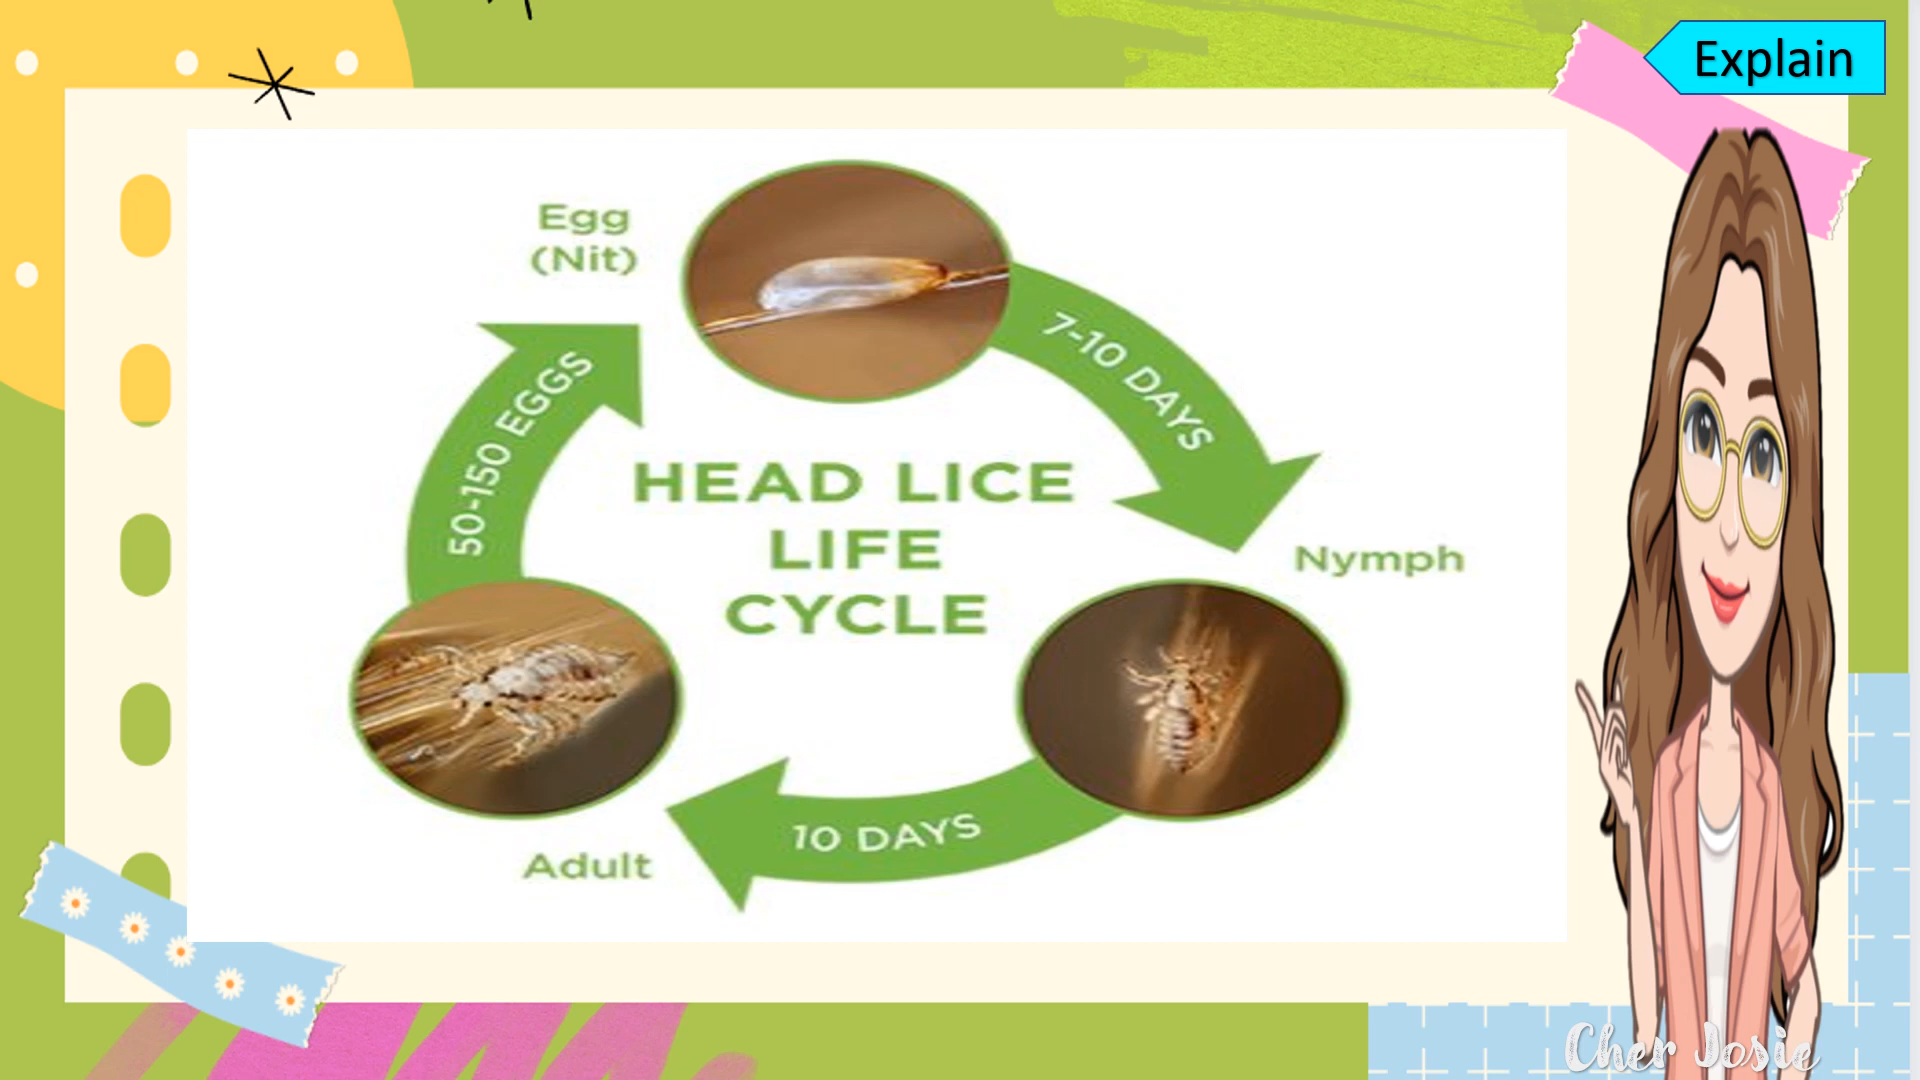 Explain
Egg
(Nit)
7-10 DAYS
50-150 EGGS
HEAD LICE
LIFE
CYCLE
Nymph
10 DAYS
Adult
Cher Josie